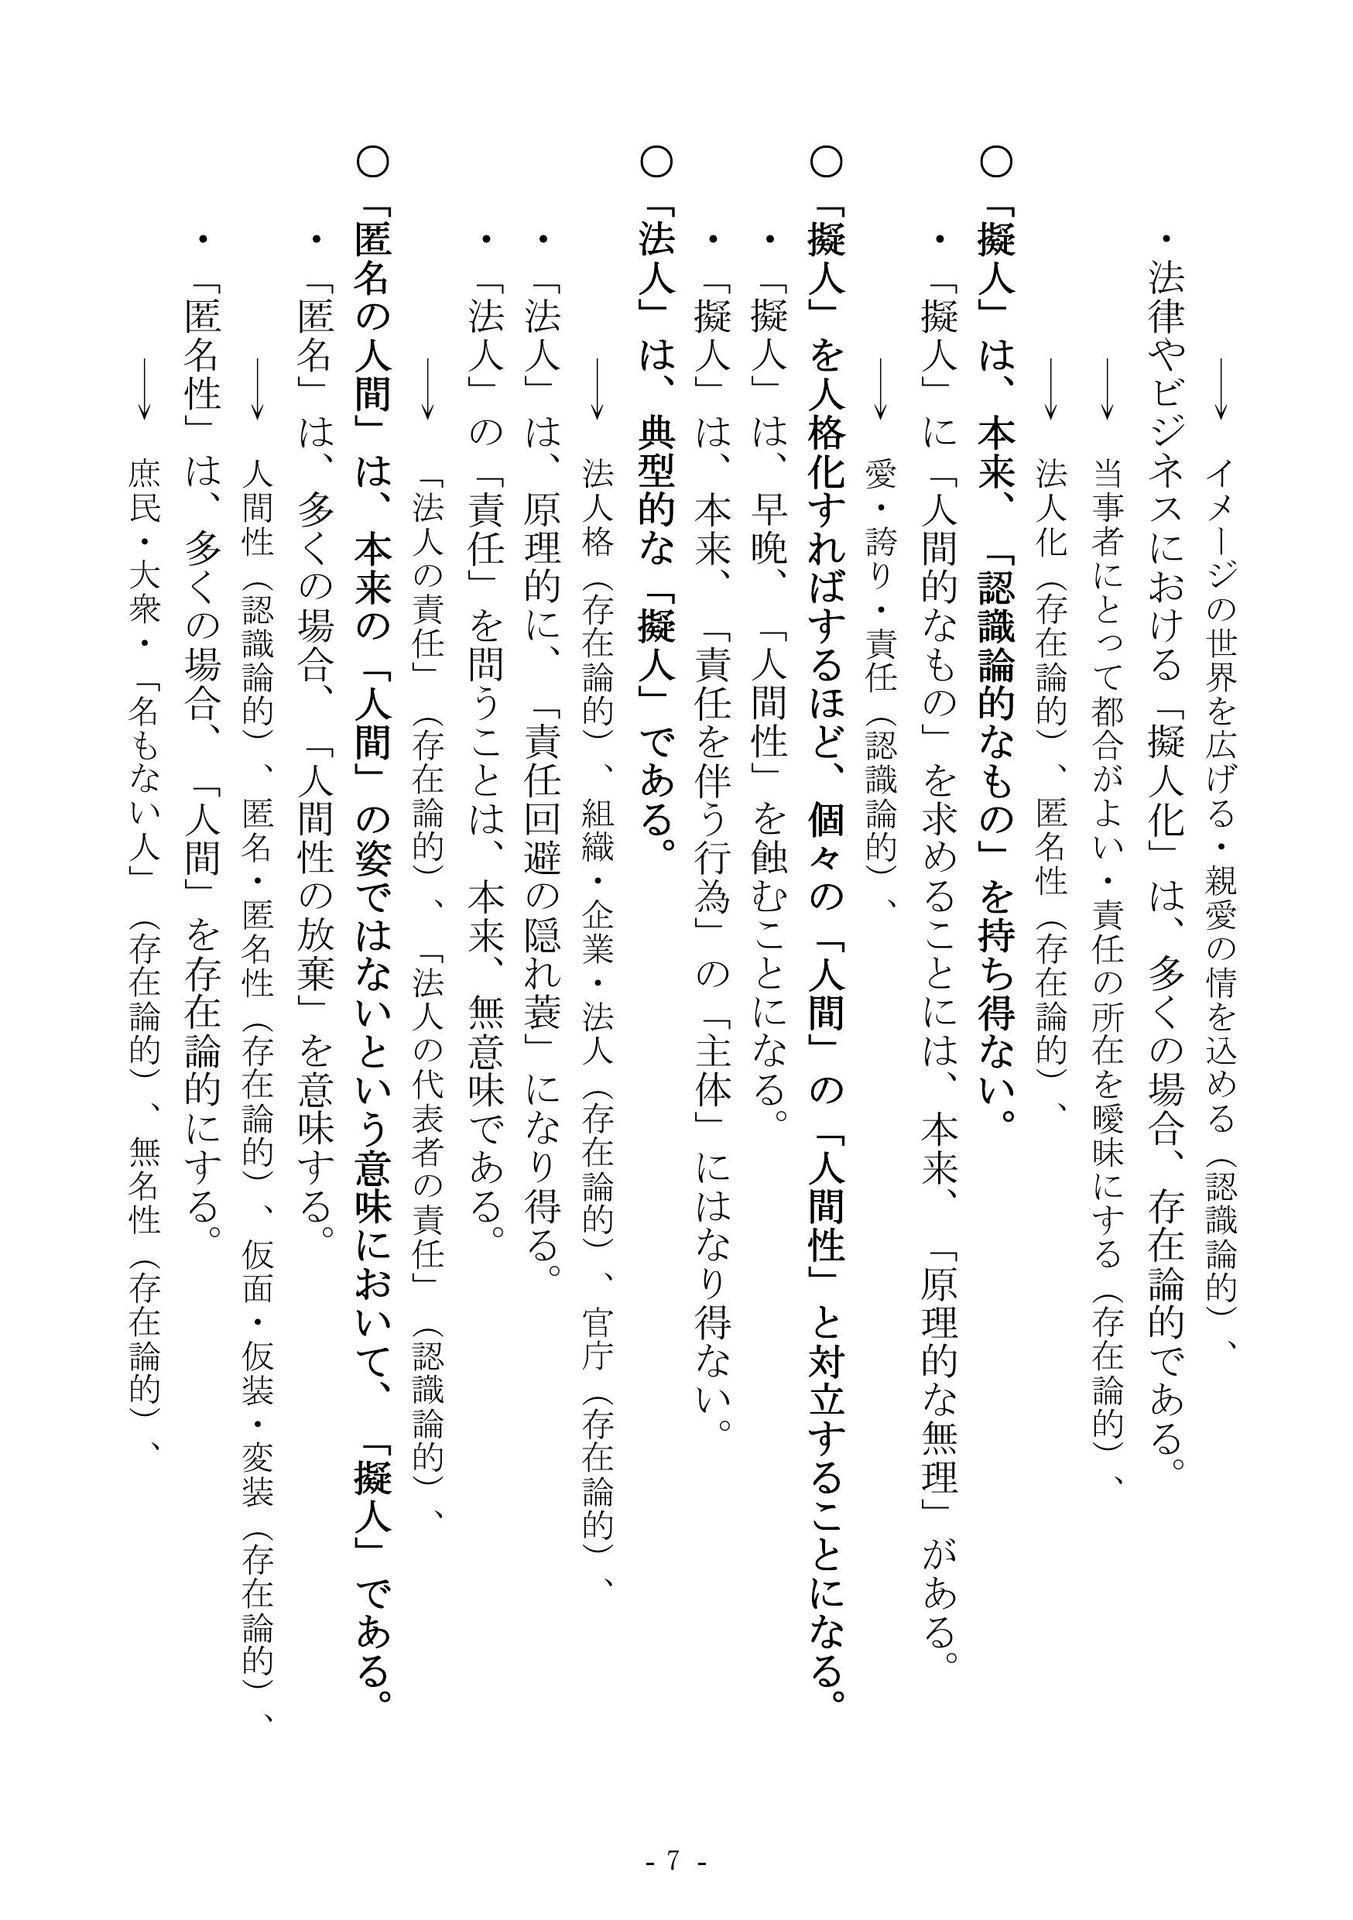 → イメージの世界を広げる・親愛の情を込める（認識論的）、
・法律やビジネスにおける「擬人化」は、多くの場合、存在論的である。
→ 当事者にとって都合がよい・責任の所在を曖昧にする（存在論的）、
→ 法人化（存在論的）、匿名性（存在論的）、
〇「擬人」は、本来、「認識論的なもの」を持ち得ない。
・「擬人」に「人間的なもの」を求めることには、本来、「原理的な無理」がある。
→ 愛・誇り・責任（認識論的）、
〇「擬人」を人格化すればするほど、個々の「人間」の「人間性」と対立することになる。
・「擬人」は、早晩、「人間性」を蝕むことになる。
・「擬人」は、本来、「責任を伴う行為」の「主体」にはなり得ない。
〇「法人」は、典型的な「擬人」である。
→ 法人格（存在論的）、組織・企業・法人（存在論的）、官庁（存在論的）、
・「法人」は、原理的に、「責任回避の隠れ蓑」になり得る。
・「法人」の「責任」を問うことは、本来、無意味である。
→ 「法人の責任」（存在論的）、「法人の代表者の責任」（認識論的）、
〇「匿名の人間」は、本来の「人間」の姿ではないという意味において、「擬人」である。
・「匿名」は、多くの場合、「人間性の放棄」を意味する。
→ 人間性（認識論的）、匿名・匿名性（存在論的）、仮面・仮装・変装（存在論的）、
・「匿名性」は、多くの場合、「人間」を存在論的にする。
→ 庶民・大衆・「名もない人」（存在論的）、無名性（存在論的）、
- 7 -